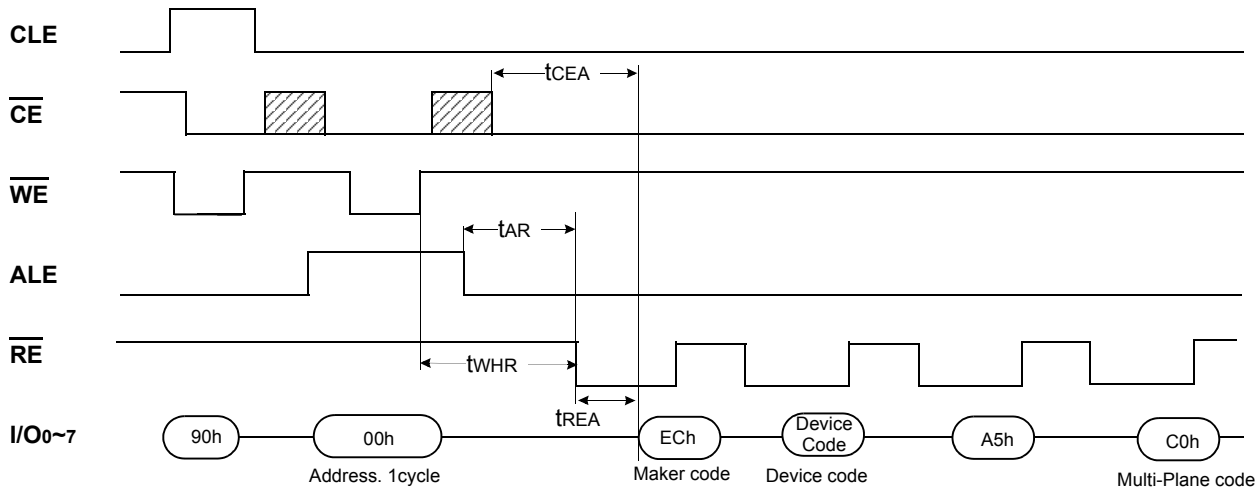 CLE
tCEA
CE
WE
tAR
ALE
RE
tWHR
tREA
I/O0~7
90h
00h
ECh
Device
Code
A5h
C0h
Address. 1cycle
Maker code
Device code
Multi-Plane code